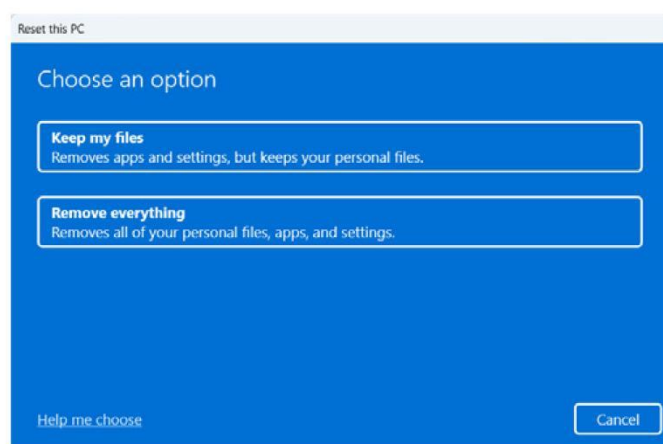 Reset this PC
Choose an option
Keep my files
Removes apps and settings, but keeps your personal files.
Remove everything
Removes all of your personal files, apps, and settings.
Help me choose
Cancel